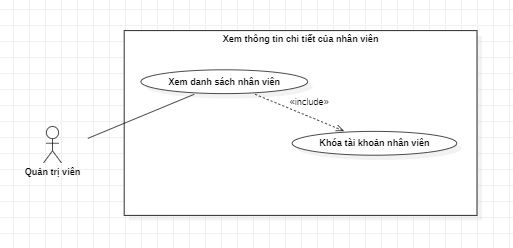 Xem thông tin chi tiết của nhân viên
Xem danh sách nhân viên
«include»
Khóa tài khoản nhân viên
Quản trị viên